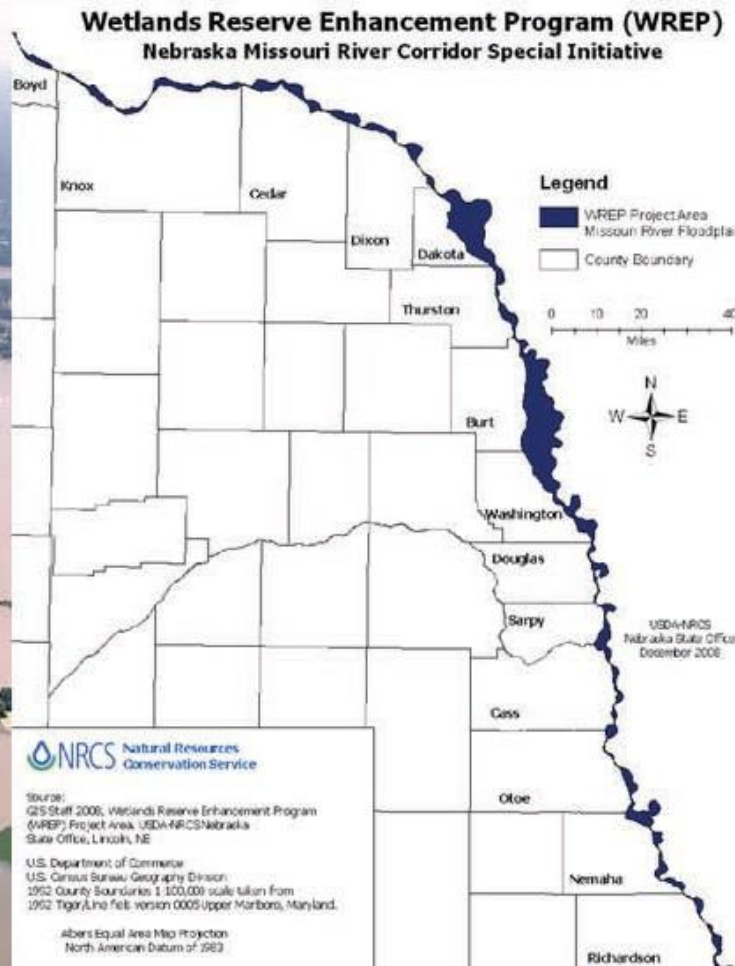 Wetlands Reserve Enhancement Program (WREP)
Nebraska Missouri River Corridor Special Initiative
Boyd
Knox
Cedar
Dixon
Dakota
Thurston
Burt
Washington
Douglas
Sarpy
Cass
Otoe
Nemaha
Richardson
Legend
WREP Project Area
Missouri River Floodplai
County Boundary
0 10 20 40
Miles
N
W E
S
USDA-NRCS
Nebraska State Office
December 2008
NRCS Natural Resources
Conservation Service
Source:
GIS Staff 2008, Wetlands Reserve Enhancement Program
(WREP) Project Area, USDA-NRCS Nebraska
State Office, Lincoln, NE
U.S. Department of Commerce
U.S. Census Bureau Geography Division
1992 County Boundaries 1:100,000 scale taken from
1992 Tiger/Line files version 0005 Upper Marlboro, Maryland.
Albers Equal Area Map Projection
North American Datum of 1983